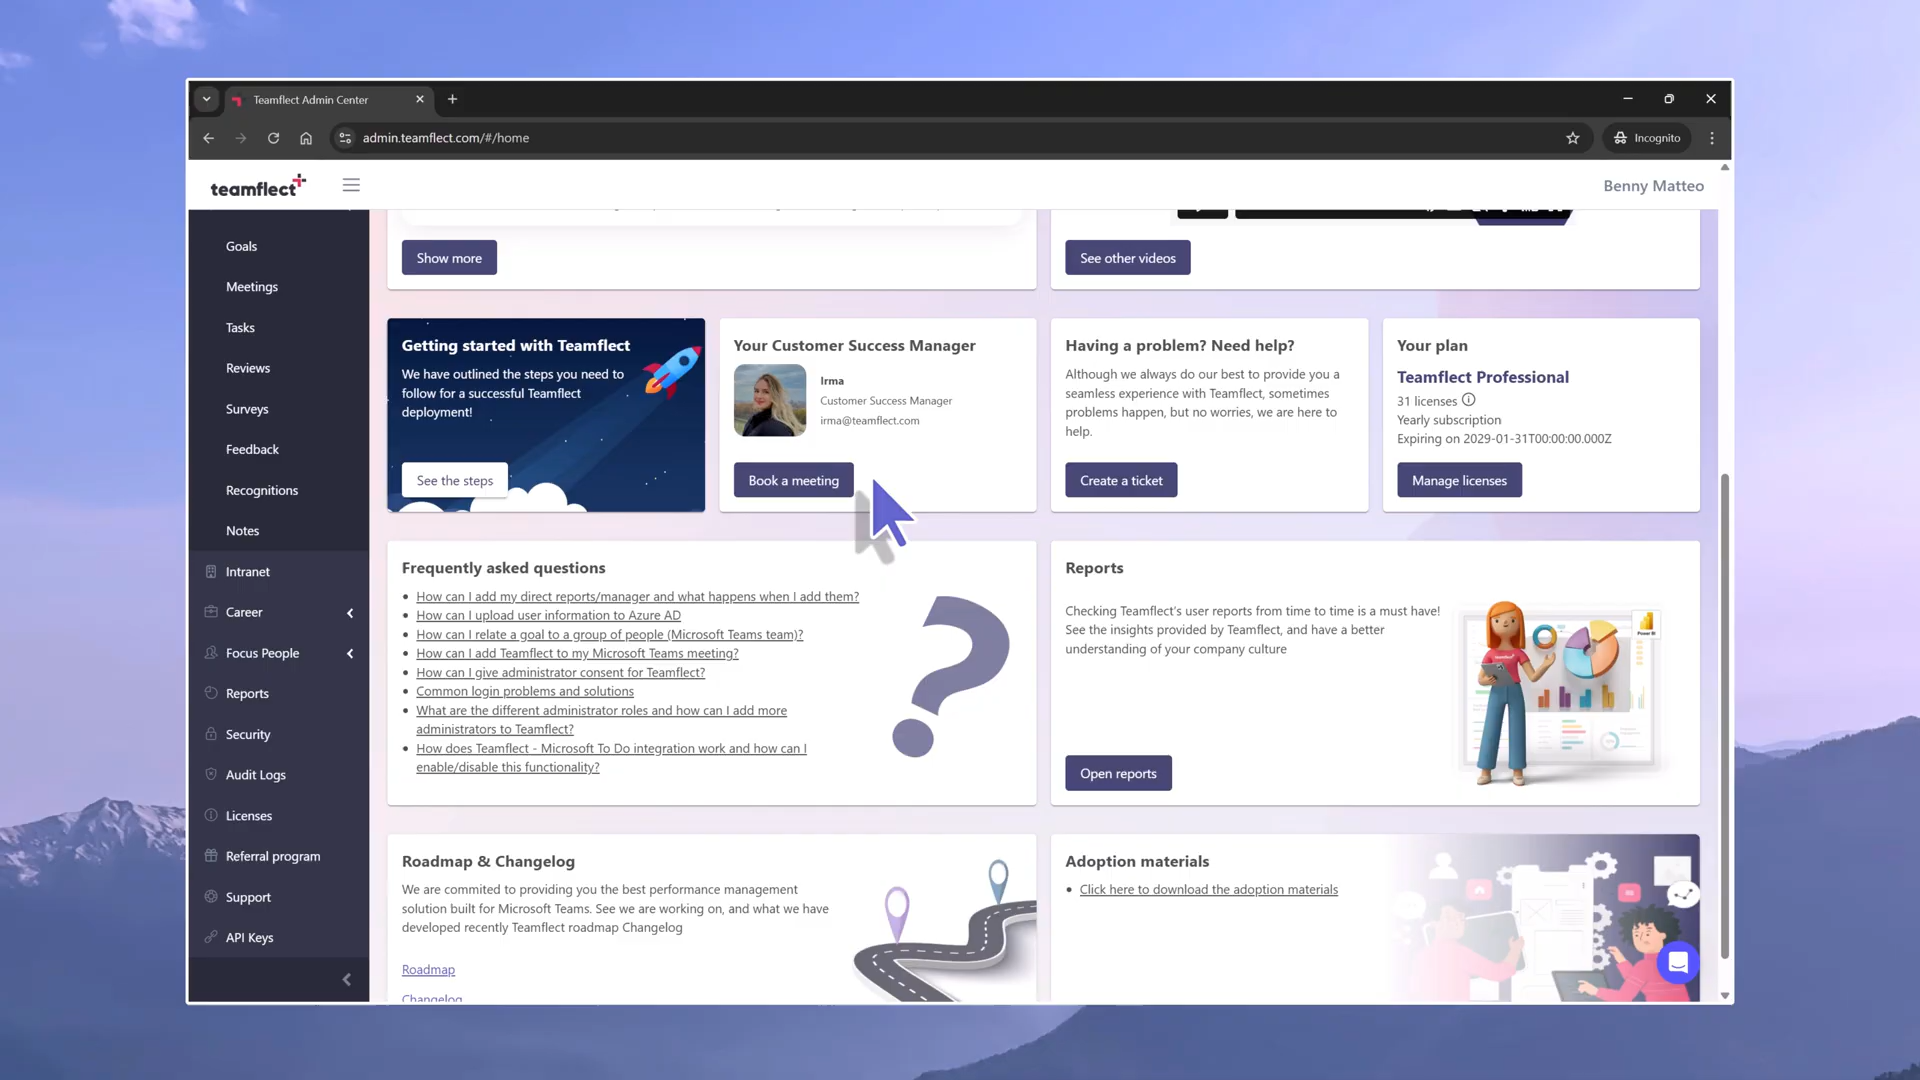 Teamflect Admin Center
admin.teamflect.com/#/home
Incognito
teamflect
Benny Matteo
Goals
Meetings
Tasks
Reviews
Surveys
Feedback
Recognitions
Notes
Intranet
Career
Focus People
Reports
Security
Audit Logs
Licenses
Referral program
Support
API Keys
Show more
See other videos
Getting started with Teamflect
We have outlined the steps you need to
follow for a successful Teamflect
deployment!
See the steps
Your Customer Success Manager
Irma
Customer Success Manager
irma@teamflect.com
Book a meeting
Having a problem? Need help?
Although we always do our best to provide you a
seamless experience with Teamflect, sometimes
problems happen, but no worries, we are here to
help.
Create a ticket
Your plan
Teamflect Professional
31 licenses
Yearly subscription
Expiring on 2029-01-31T00:00:00.000Z
Manage licenses
Frequently asked questions
How can I add my direct reports/manager and what happens when I add them?
How can I upload user information to Azure AD
How can I relate a goal to a group of people (Microsoft Teams team)?
How can I add Teamflect to my Microsoft Teams meeting?
How can I give administrator consent for Teamflect?
Common login problems and solutions
What are the different administrator roles and how can I add more
administrators to Teamflect?
How does Teamflect - Microsoft To Do integration work and how can I
enable/disable this functionality?
Reports
Checking Teamflect's user reports from time to time is a must have!
See the insights provided by Teamflect, and have a better
understanding of your company culture
Power BI
Open reports
Roadmap & Changelog
We are commited to providing you the best performance management
solution built for Microsoft Teams. See we are working on, and what we have
developed recently Teamflect roadmap Changelog
Roadmap
Changelog
Adoption materials
Click here to download the adoption materials